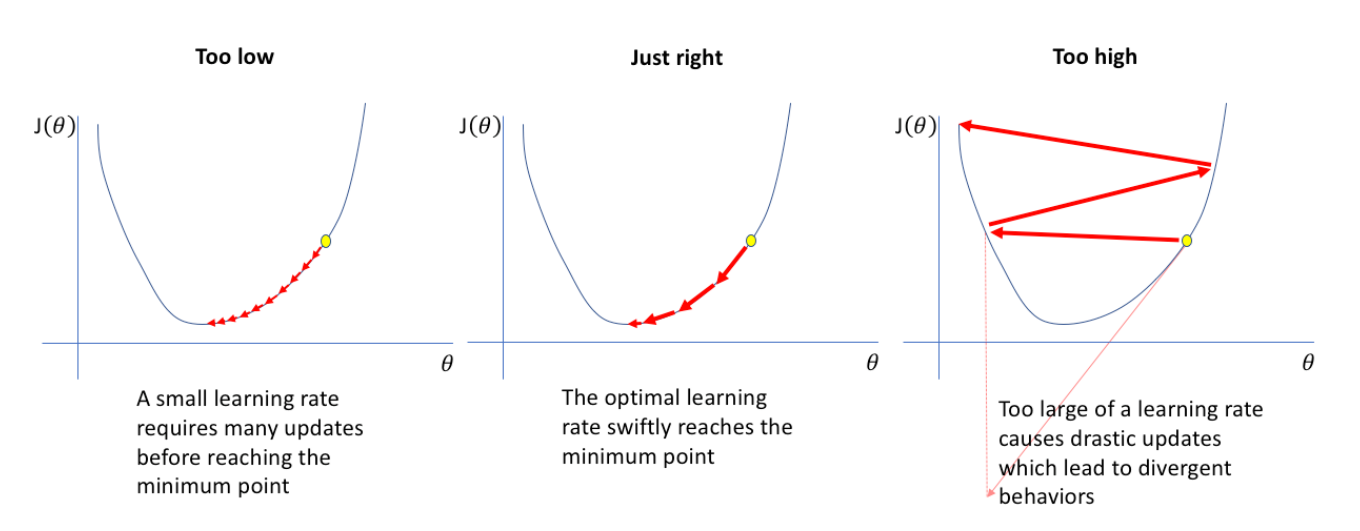 Too low
J(θ)
θ
A small learning rate
requires many updates
before reaching the
minimum point
Just right
J(θ)
θ
The optimal learning
rate swiftly reaches the
minimum point
Too high
J(θ)
θ
Too large of a learning rate
causes drastic updates
which lead to divergent
behaviors